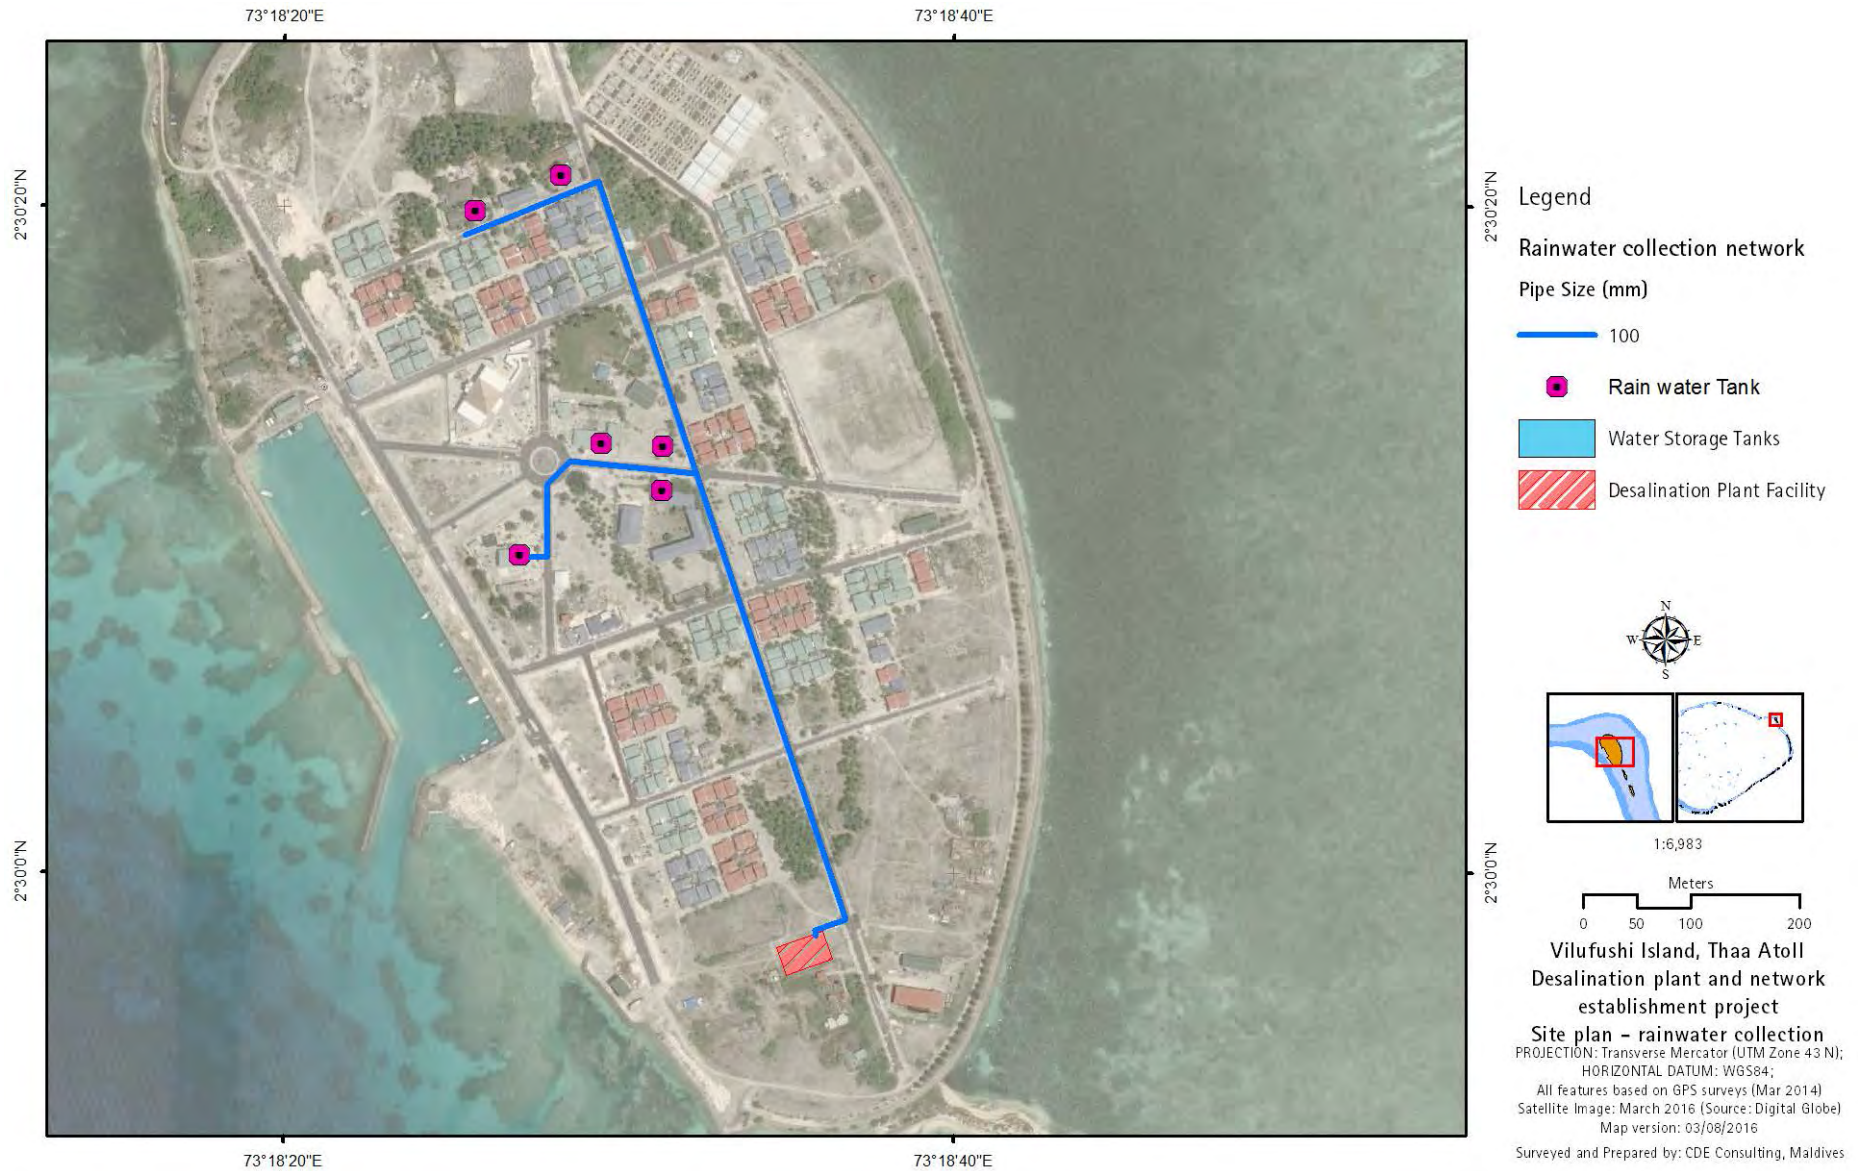 73°18'20"E
73°18'40"E
2°30'20"N
2°30'20"N
2°30'0"N
2°30'0"N
73°18'20"E
73°18'40"E
Legend
Rainwater collection network
Pipe Size (mm)
100
Rain water Tank
Water Storage Tanks
Desalination Plant Facility
N
W
E
S
1:6,983
Meters
0 50 100 200
Vilufushi Island, Thaa Atoll
Desalination plant and network
establishment project
Site plan – rainwater collection
PROJECTION: Transverse Mercator (UTM Zone 43 N);
HORIZONTAL DATUM: WGS84;
All features based on GPS surveys (Mar 2014)
Satellite Image: March 2016 (Source: Digital Globe)
Map version: 03/08/2016
Surveyed and Prepared by: CDE Consulting, Maldives